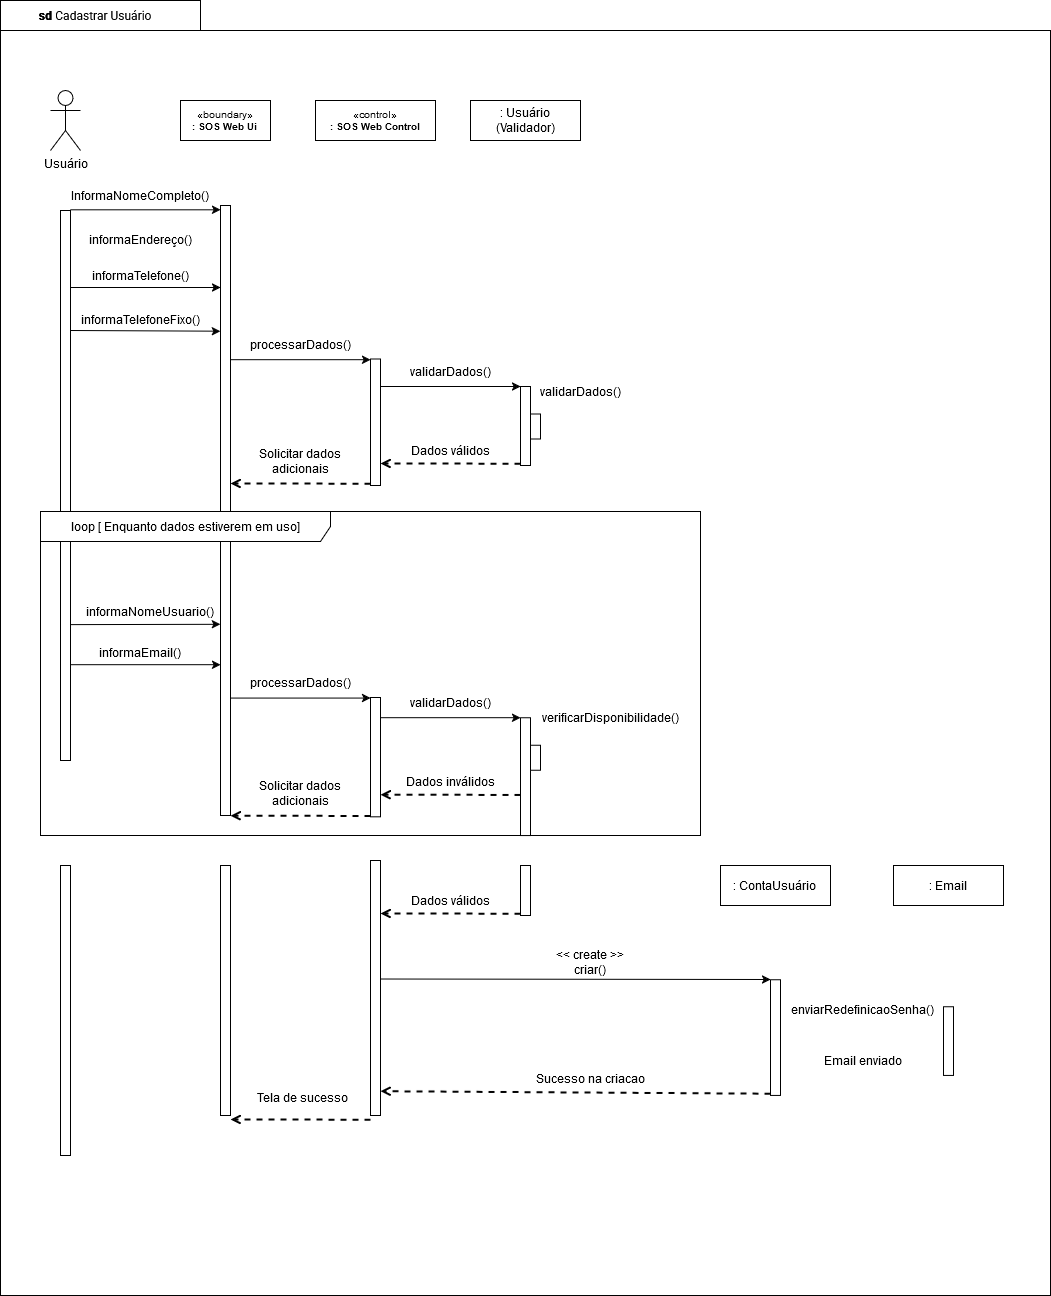 sd Cadastrar Usuário
Usuário
«boundary»
: SOS Web Ui
«control»
: SOS Web Control
: Usuário
(Validador)
InformaNomeCompleto()
informaEndereço()
informaTelefone()
informaTelefoneFixo()
processarDados()
validarDados()
validarDados()
Dados válidos
Solicitar dados
adicionais
loop [ Enquanto dados estiverem em uso]
informaNomeUsuario()
informaEmail()
processarDados()
validarDados()
verificarDisponibilidade()
Dados inválidos
Solicitar dados
adicionais
: ContaUsuário
: Email
Dados válidos
<< create >>
criar()
enviarRedefinicaoSenha()
Email enviado
Sucesso na criacao
Tela de sucesso